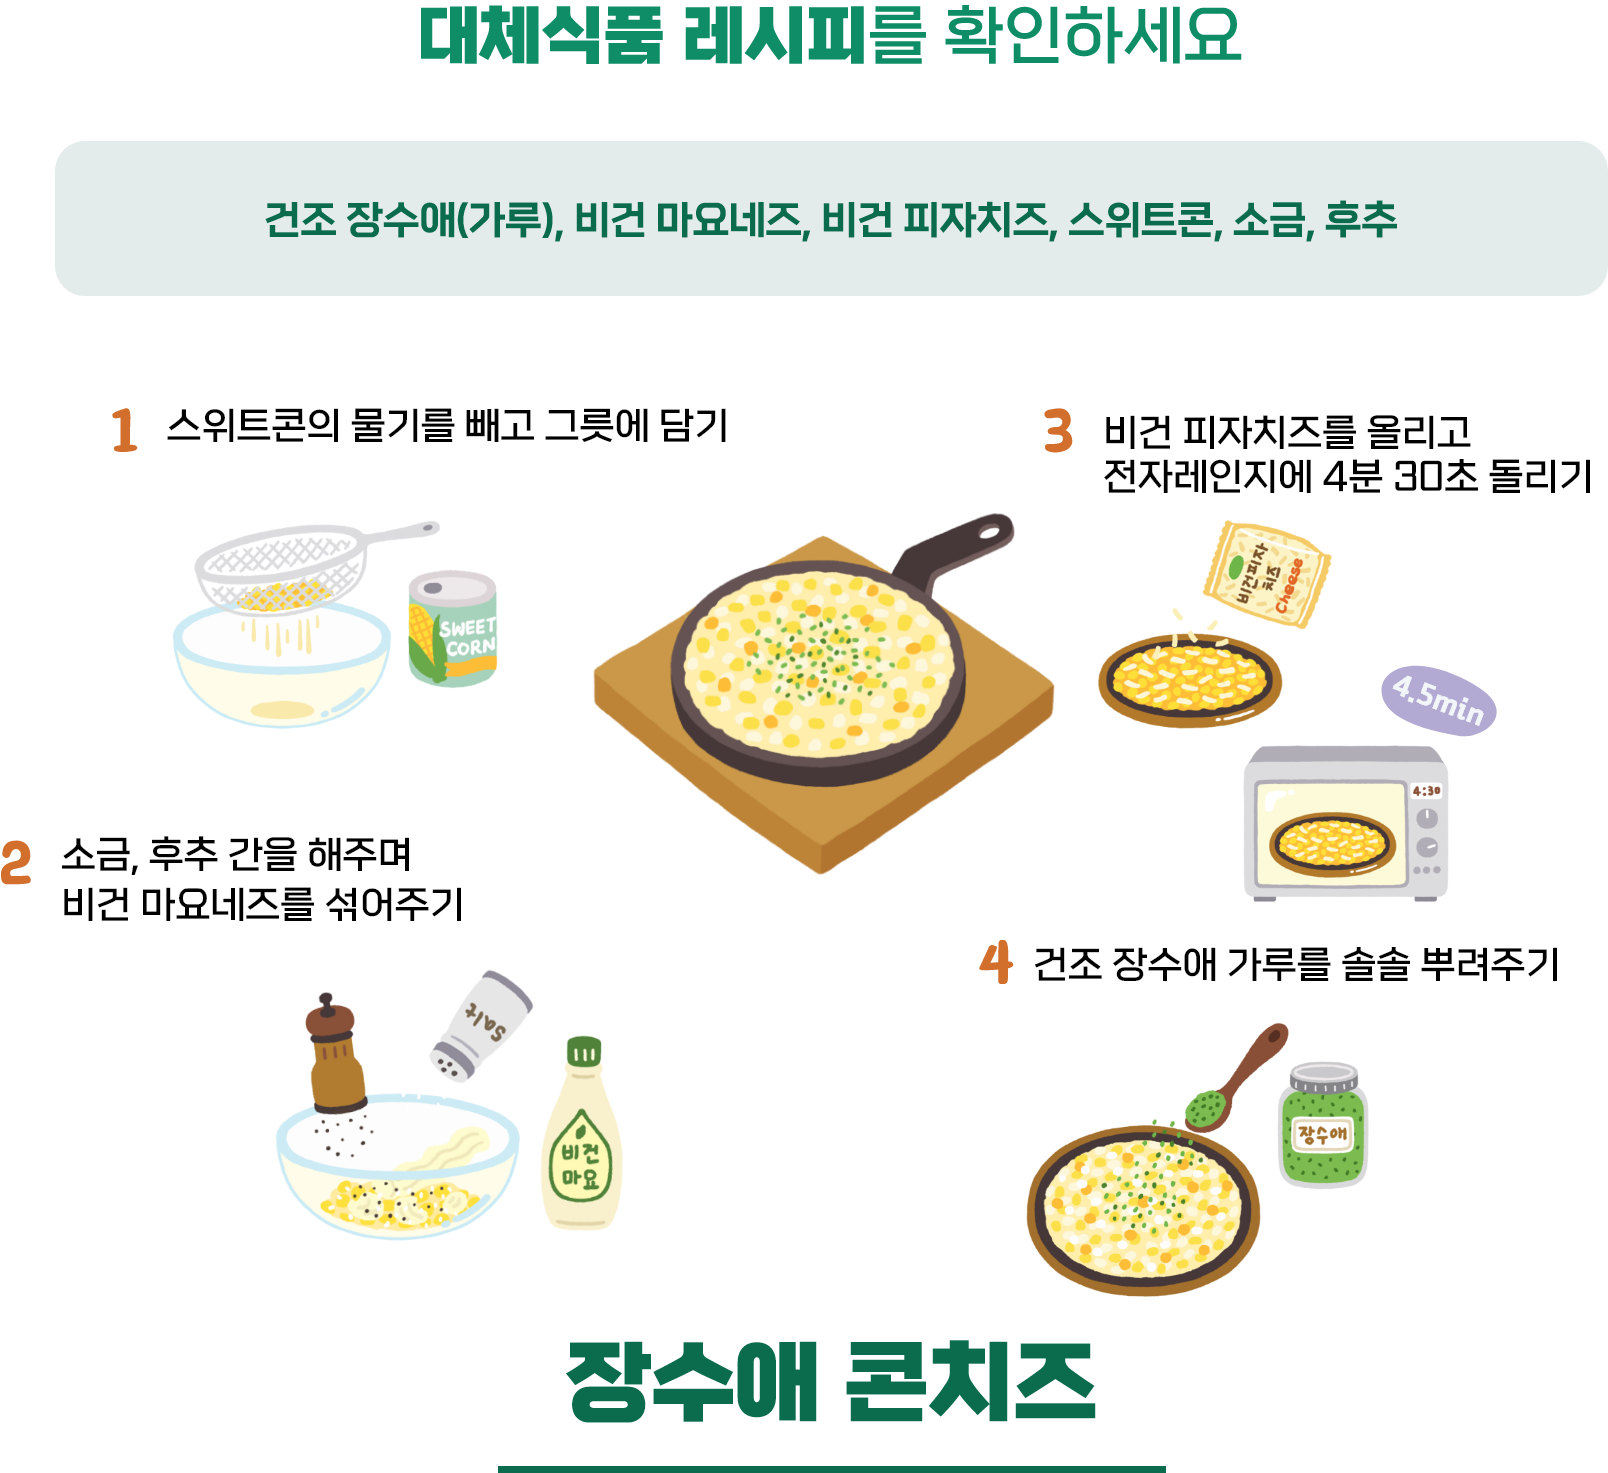 대체식품 레시피를 확인하세요
건조 장수애(가루), 비건 마요네즈, 비건 피자치즈, 스위트콘, 소금, 후추
1 스위트콘의 물기를 빼고 그릇에 담기
SWEET
CORN
2 소금, 후추 간을 해주며
비건 마요네즈를 섞어주기
Salt
비건
마요
3 비건 피자치즈를 올리고
전자레인지에 4분 30초 돌리기
비건피자
치즈
Cheese
4.5min
4:30
4 건조 장수애 가루를 솔솔 뿌려주기
장수애
장수애 콘치즈